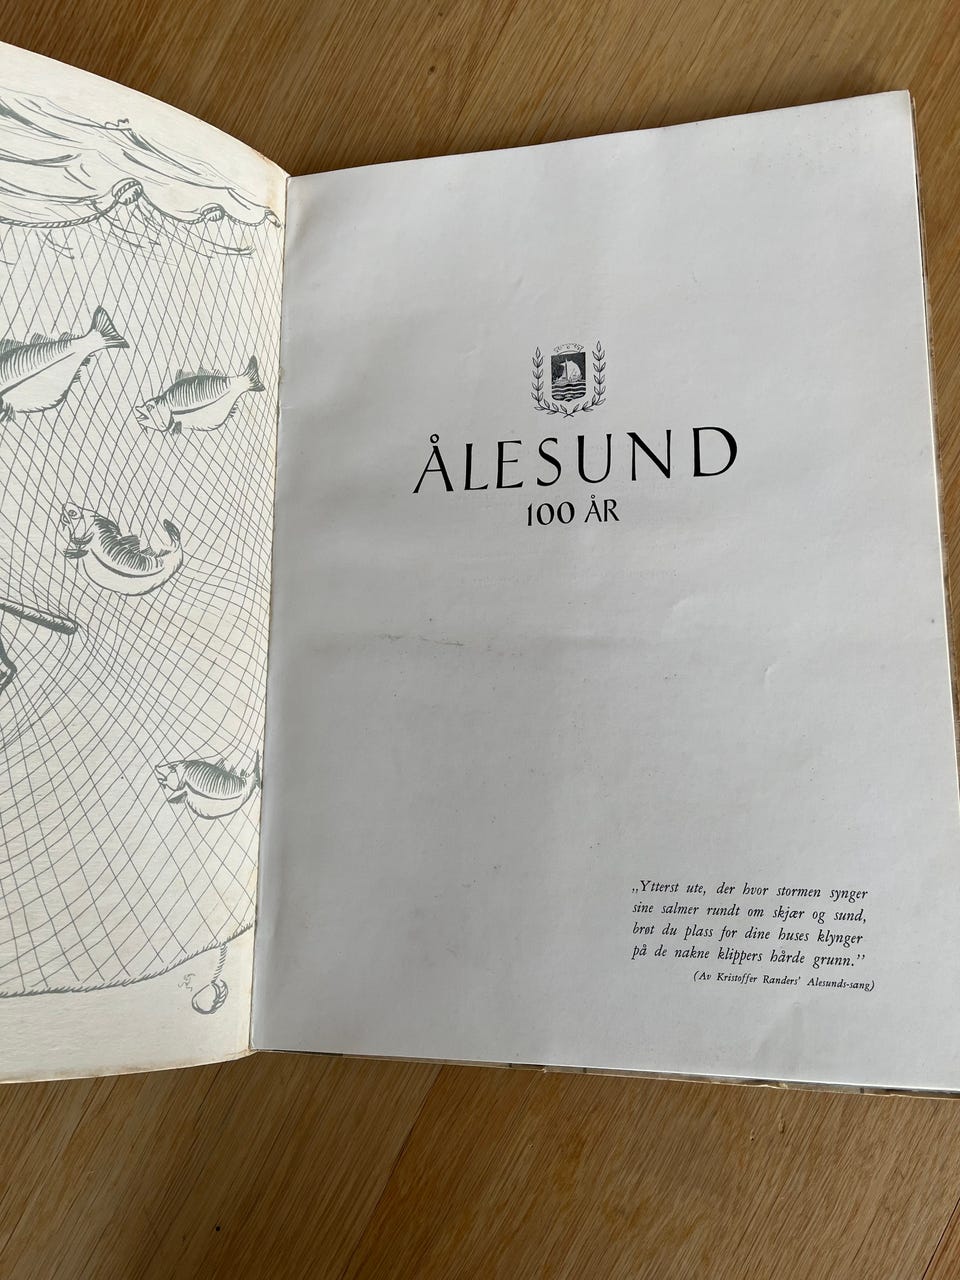 ÅLESUND
100 ÅR
„Ytterst ute, der hvor stormen synger
sine salmer rundt om skjær og sund,
brøt du plass for dine huses klynger
på de nakne klippers hårde grunn.”
(Av Kristoffer Randers’ Alesunds-sang)